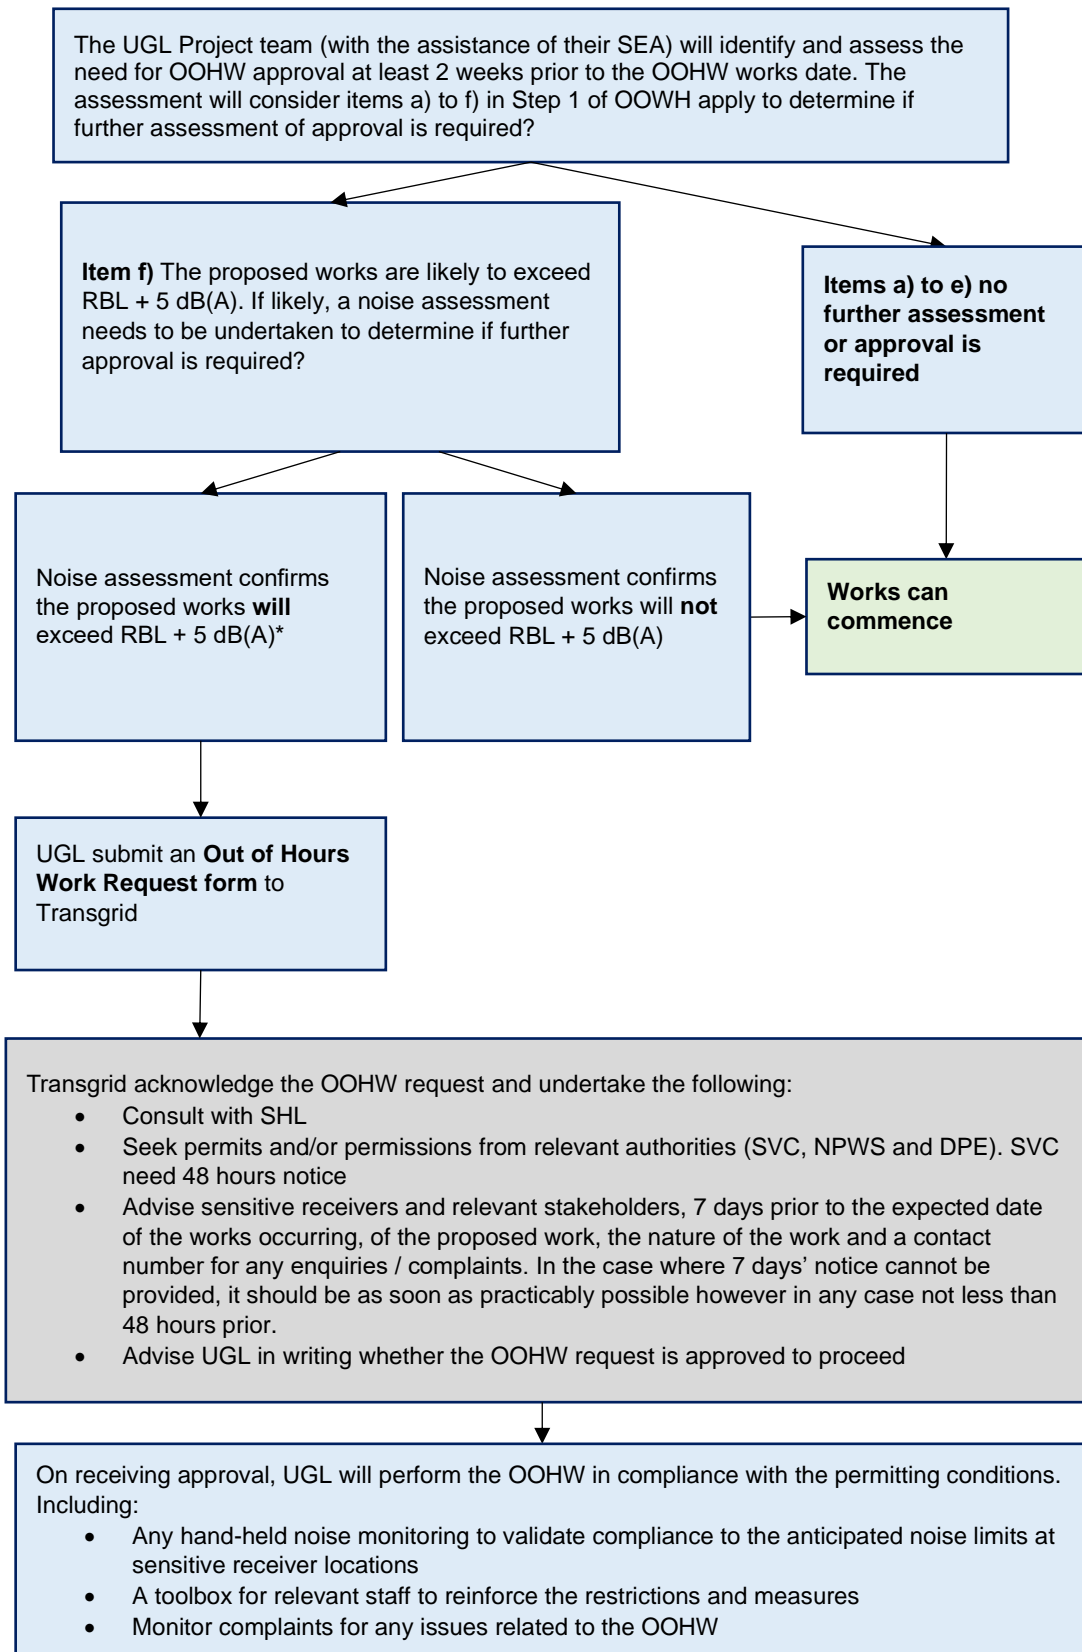 The UGL Project team (with the assistance of their SEA) will identify and assess the
need for OOHW approval at least 2 weeks prior to the OOHW works date. The
assessment will consider items a) to f) in Step 1 of OOWH apply to determine if
further assessment of approval is required?
Item f) The proposed works are likely to exceed
RBL + 5 dB(A). If likely, a noise assessment
needs to be undertaken to determine if further
approval is required?
Items a) to e) no
further assessment
or approval is
required
Noise assessment confirms
the proposed works will
exceed RBL + 5 dB(A)*
Noise assessment confirms
the proposed works will not
exceed RBL + 5 dB(A)
Works can
commence
UGL submit an Out of Hours
Work Request form to
Transgrid
Transgrid acknowledge the OOHW request and undertake the following:
• Consult with SHL
• Seek permits and/or permissions from relevant authorities (SVC, NPWS and DPE). SVC
need 48 hours notice
• Advise sensitive receivers and relevant stakeholders, 7 days prior to the expected date
of the works occurring, of the proposed work, the nature of the work and a contact
number for any enquiries / complaints. In the case where 7 days’ notice cannot be
provided, it should be as soon as practicably possible however in any case not less than
48 hours prior.
• Advise UGL in writing whether the OOHW request is approved to proceed
On receiving approval, UGL will perform the OOHW in compliance with the permitting conditions.
Including:
• Any hand-held noise monitoring to validate compliance to the anticipated noise limits at
sensitive receiver locations
• A toolbox for relevant staff to reinforce the restrictions and measures
• Monitor complaints for any issues related to the OOHW